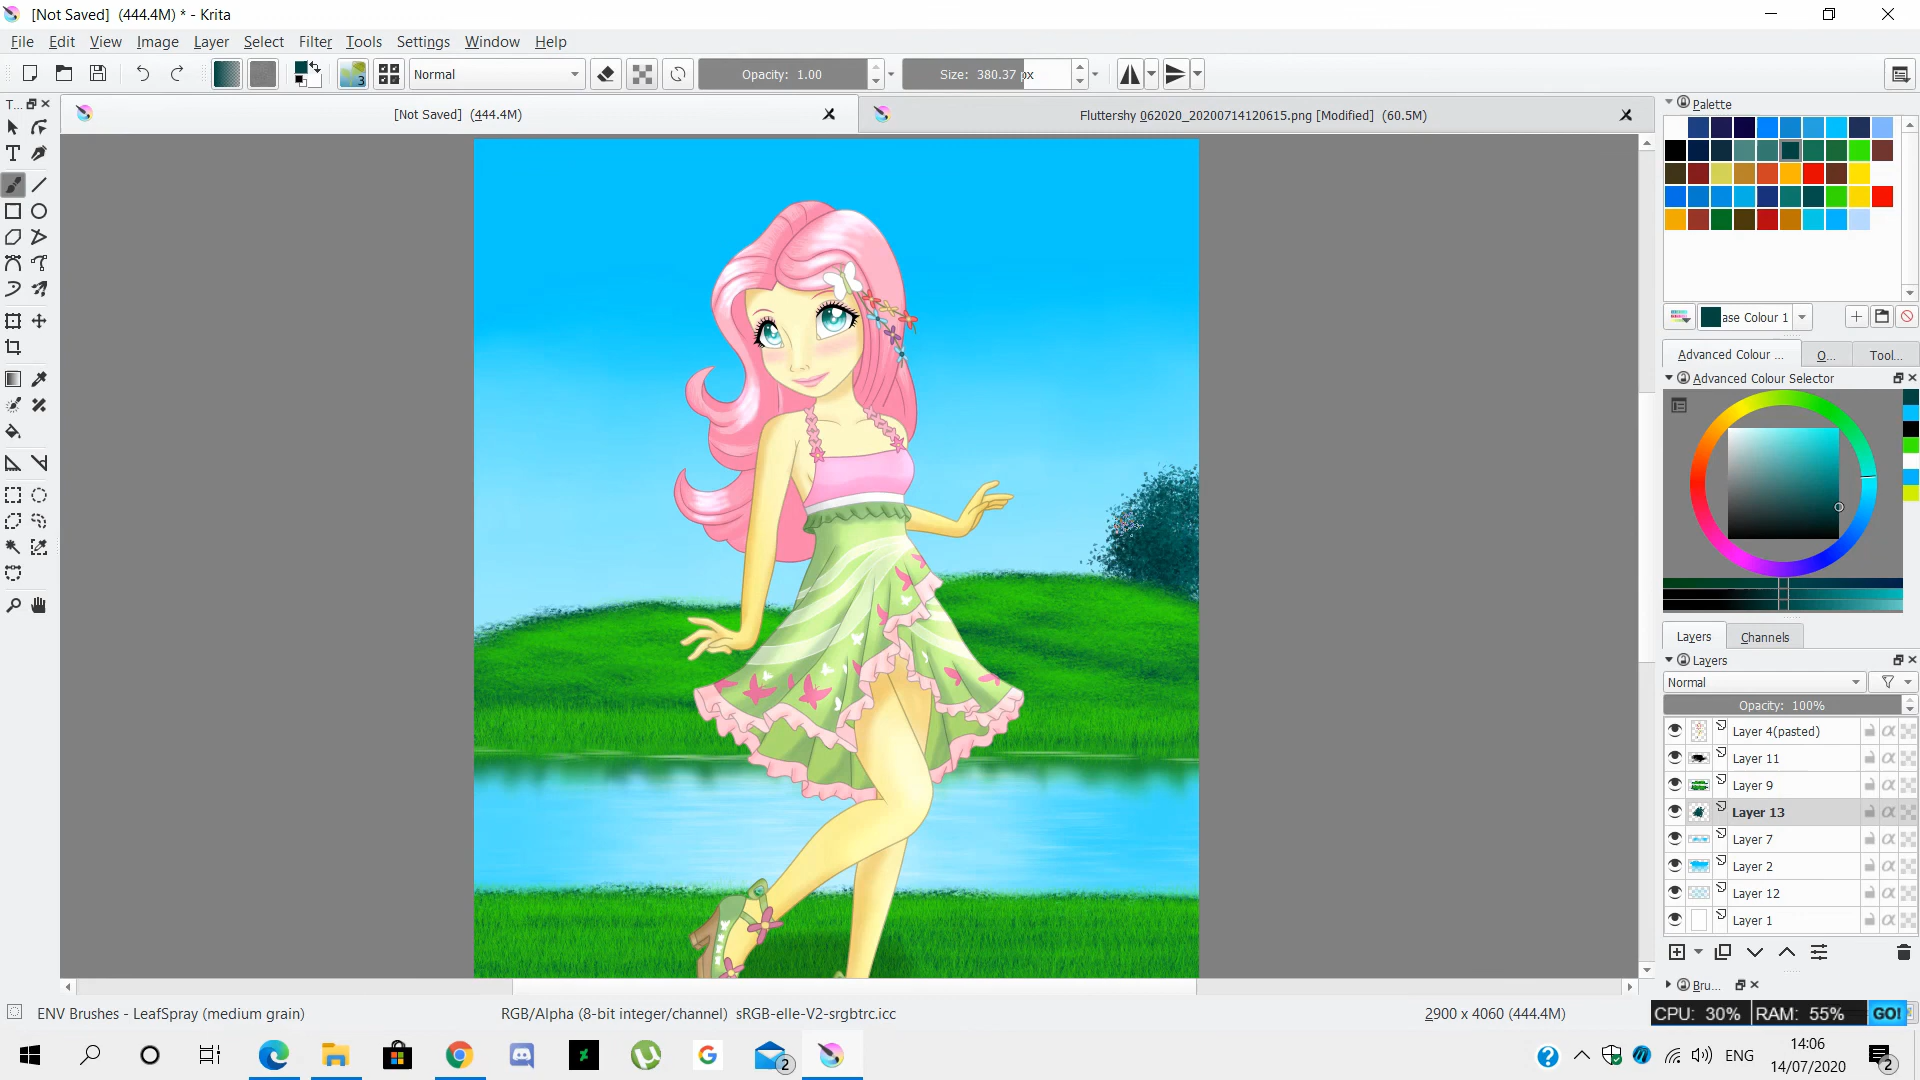 [Not Saved]  (444.4M) * - Krita
File Edit View Image Layer Select Filter Tools Settings Window Help
3 Normal Opacity: 1.00 Size: 380.37 px
T...
[Not Saved] (444.4M)
Fluttershy 062020_20200714120615.png [Modified] (60.5M)
Palette
ase Colour 1
Advanced Colour ... O... Tool...
Advanced Colour Selector
Layers Channels
Layers
Normal
Opacity: 100%
Layer 4(pasted)
Layer 11
Layer 9
Layer 13
Layer 7
Layer 2
Layer 12
Layer 1
Bru...
ENV Brushes - LeafSpray (medium grain)
RGB/Alpha (8-bit integer/channel) sRGB-elle-V2-srgbtrc.icc
2900 x 4060 (444.4M)
CPU: 30% RAM: 55% GO!
2
ENG
14:06
14/07/2020
2